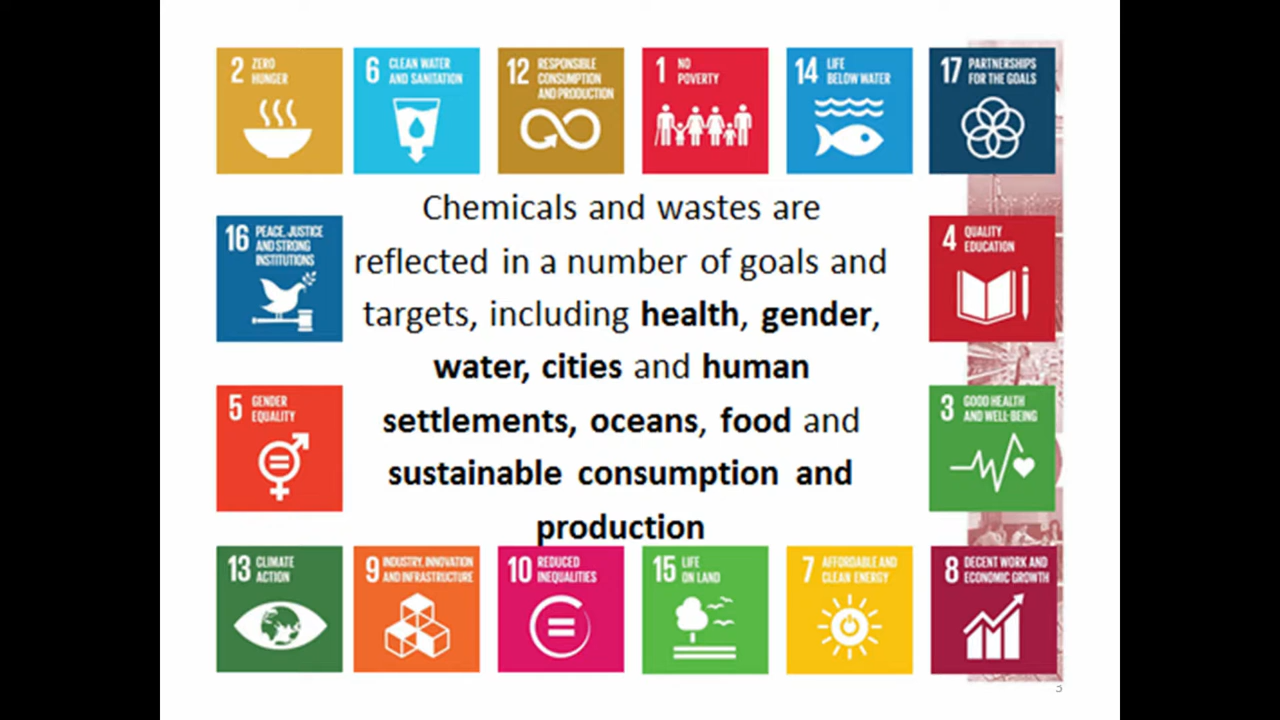 2 ZERO
HUNGER
6 CLEAN WATER
AND SANITATION
12 RESPONSIBLE
CONSUMPTION
AND PRODUCTION
1 NO
POVERTY
14 LIFE
BELOW WATER
17 PARTNERSHIPS
FOR THE GOALS
16 PEACE, JUSTICE
AND STRONG
INSTITUTIONS
4 QUALITY
EDUCATION
Chemicals and wastes are
reflected in a number of goals and
targets, including health, gender,
water, cities and human
settlements, oceans, food and
sustainable consumption and
production
5 GENDER
EQUALITY
3 GOOD HEALTH
AND WELL-BEING
13 CLIMATE
ACTION
9 INDUSTRY, INNOVATION
AND INFRASTRUCTURE
10 REDUCED
INEQUALITIES
15 LIFE
ON LAND
7 AFFORDABLE AND
CLEAN ENERGY
8 DECENT WORK AND
ECONOMIC GROWTH
3